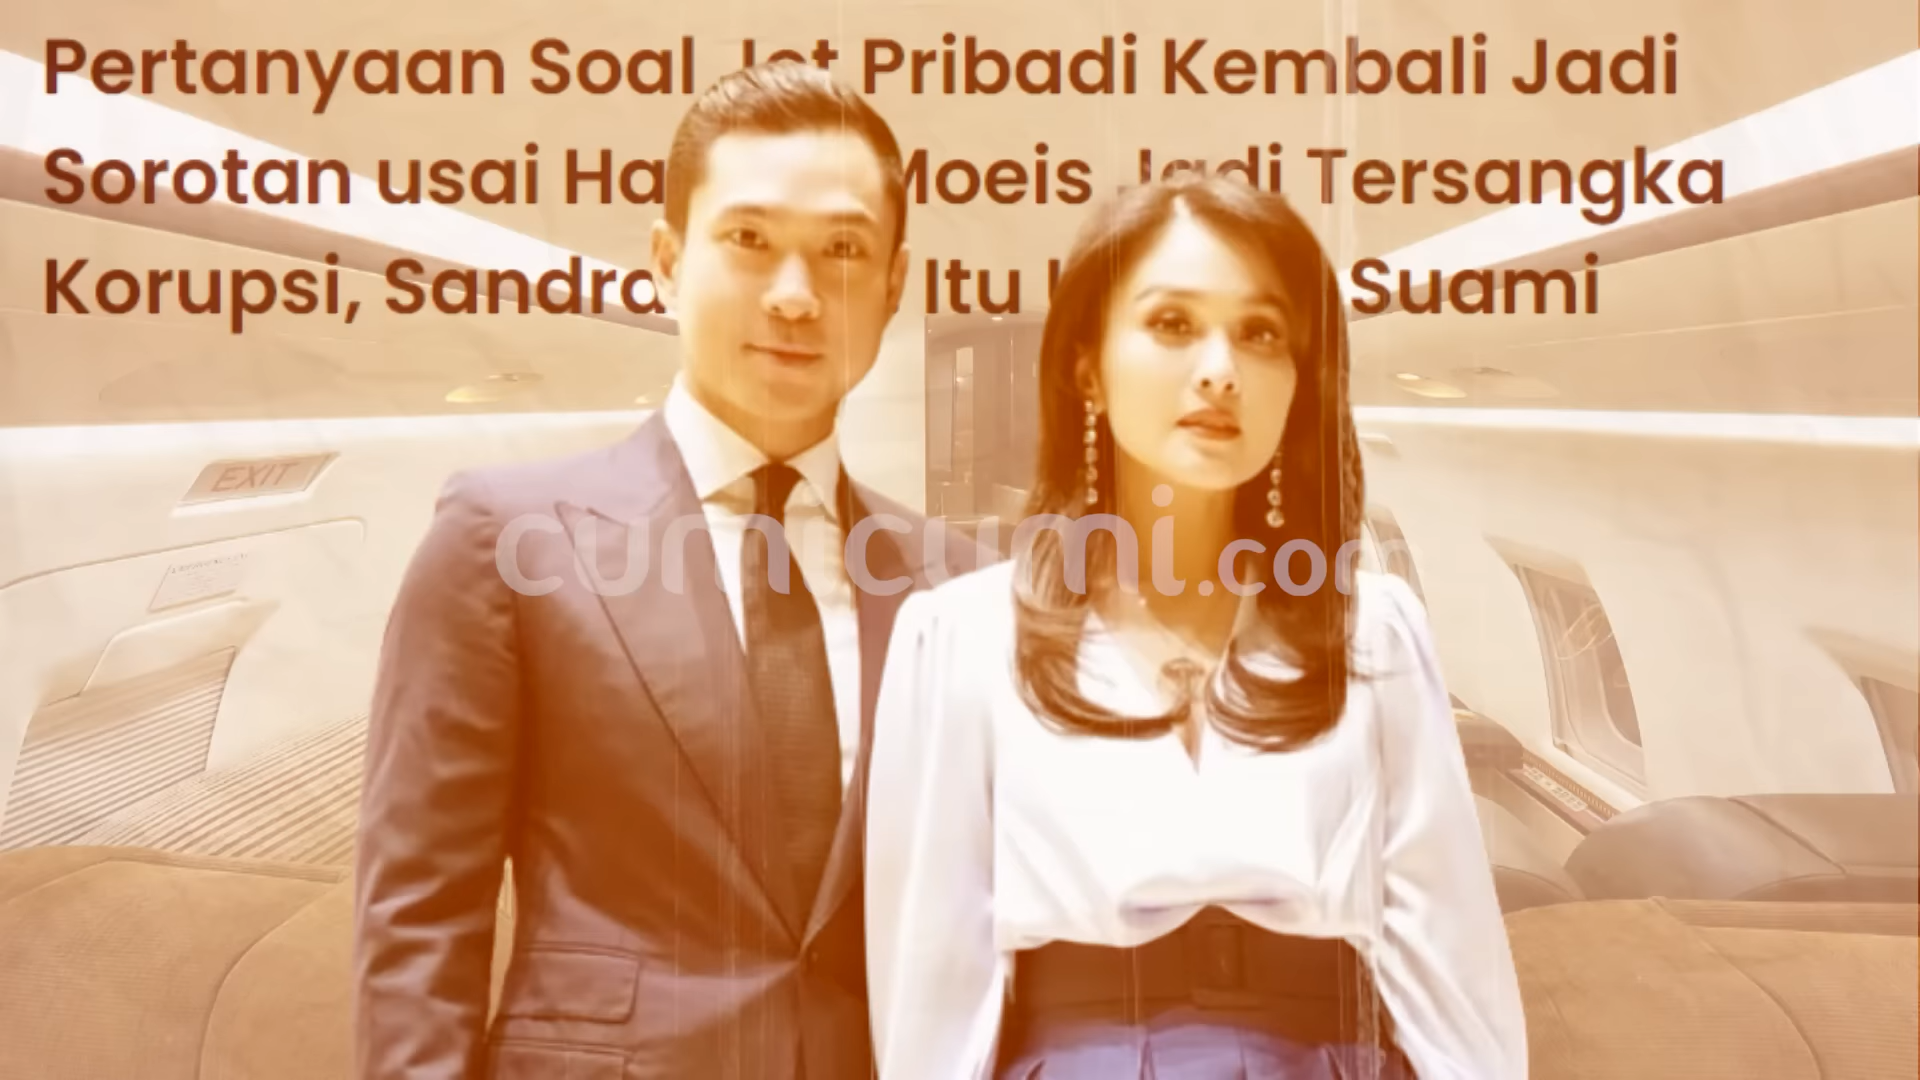 Pertanyaan Soal Jet Pribadi Kembali Jadi
Sorotan usai Ha Moeis Jadi Tersangka
Korupsi, Sandra Itu Suami
EXIT
cumicumi.com